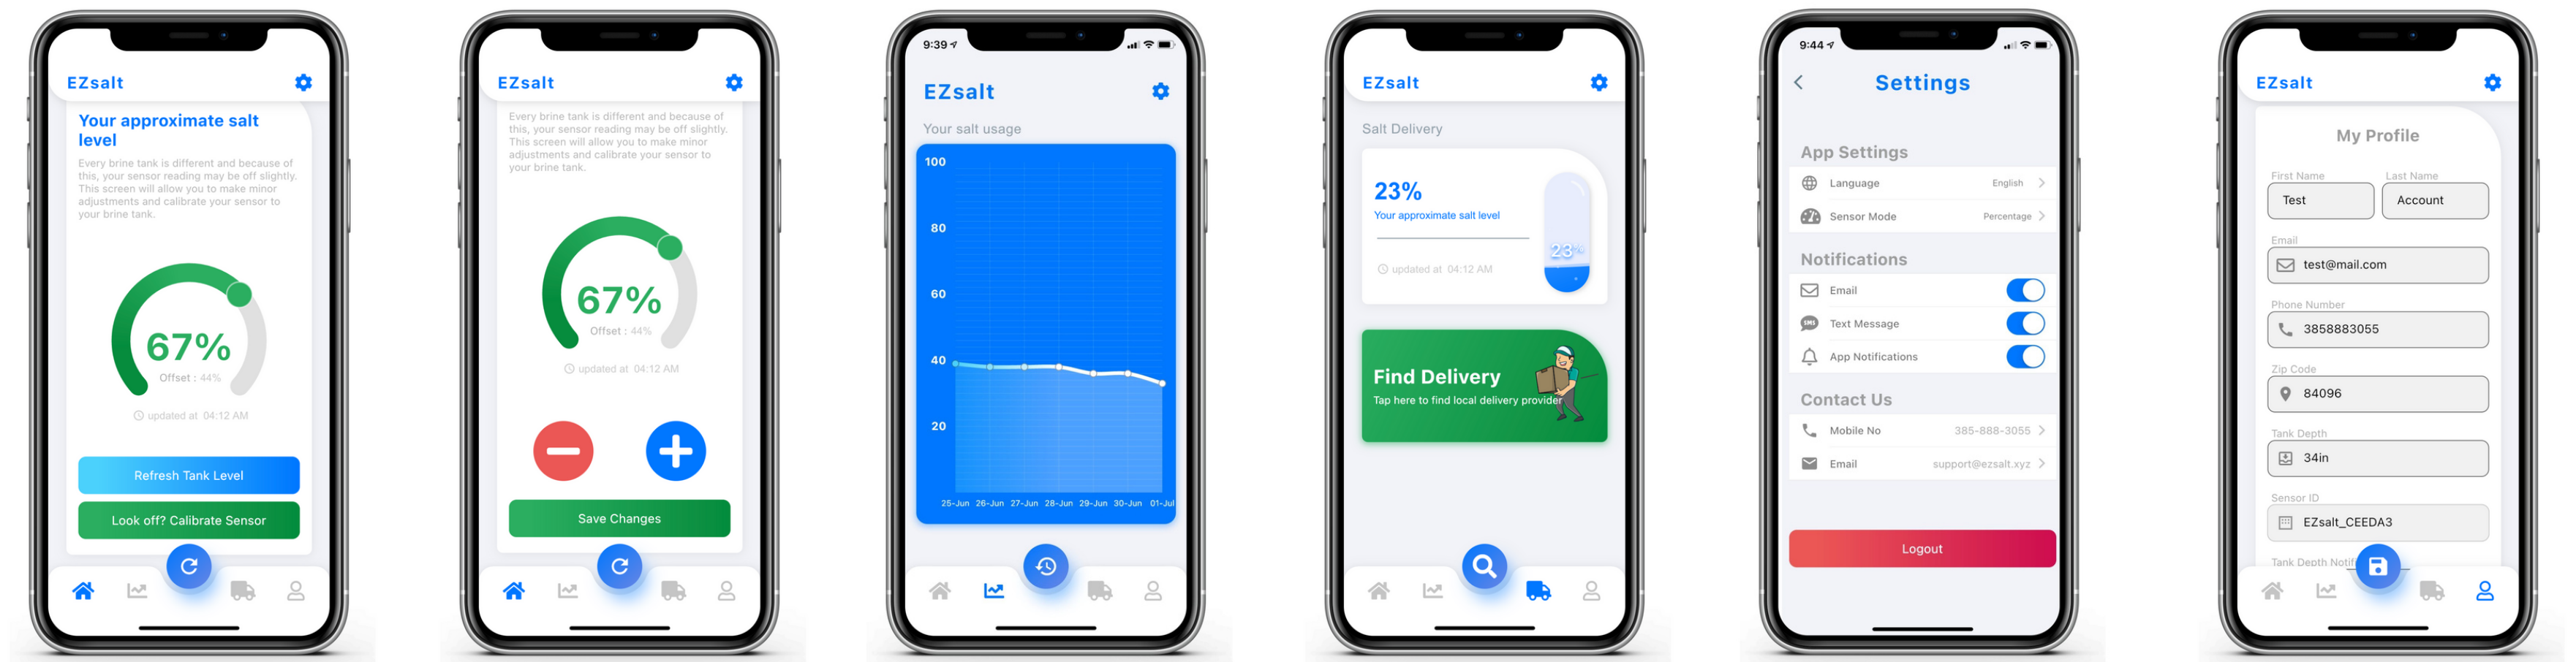 EZsalt
Your approximate salt
level
Every brine tank is different and because of
this, your sensor reading may be off slightly.
This screen will allow you to make minor
adjustments and calibrate your sensor to
your brine tank.
67%
Offset : 44%
updated at 04:12 AM
Refresh Tank Level
Look off? Calibrate Sensor
EZsalt
Every brine tank is different and because of
this, your sensor reading may be off slightly.
This screen will allow you to make minor
adjustments and calibrate your sensor to
your brine tank.
67%
Offset : 44%
updated at 04:12 AM
Save Changes
9:39
EZsalt
Your salt usage
100
80
60
40
20
25-Jun 26-Jun 27-Jun 28-Jun 29-Jun 30-Jun 01-Jul
EZsalt
Salt Delivery
23%
Your approximate salt level
23%
updated at 04:12 AM
Find Delivery
Tap here to find local delivery provider
9:44
Settings
App Settings
Language English
Sensor Mode Percentage
Notifications
Email
SMS Text Message
App Notifications
Contact Us
Mobile No 385-888-3055
Email support@ezsalt.xyz
Logout
EZsalt
My Profile
First Name Last Name
Test Account
Email
test@mail.com
Phone Number
3858883055
Zip Code
84096
Tank Depth
34in
Sensor ID
EZsalt_CEEDA3
Tank Depth Notif